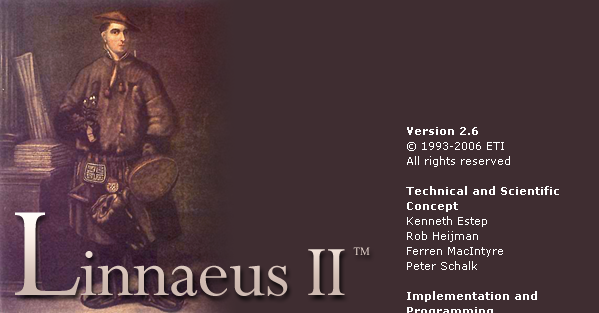 Version 2.6
© 1993-2006 ETI
All rights reserved
Technical and Scientific
Concept
Kenneth Estep
Rob Heijman
Ferren MacIntyre
Peter Schalk
Implementation and
Programming
Linnaeus II™